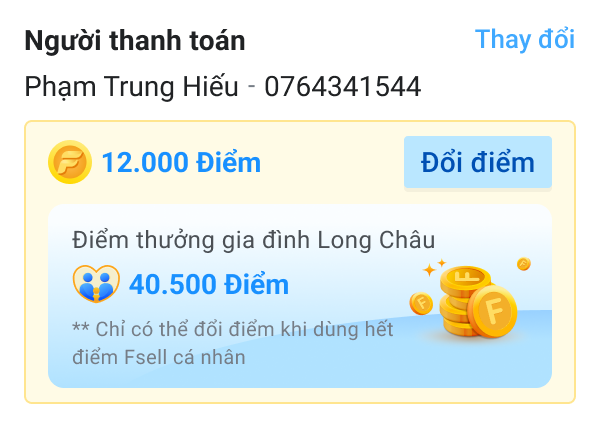 Người thanh toán
Thay đổi
Phạm Trung Hiếu - 0764341544
12.000 Điểm
Đổi điểm
Điểm thưởng gia đình Long Châu
40.500 Điểm
** Chỉ có thể đổi điểm khi dùng hết
điểm Fsell cá nhân